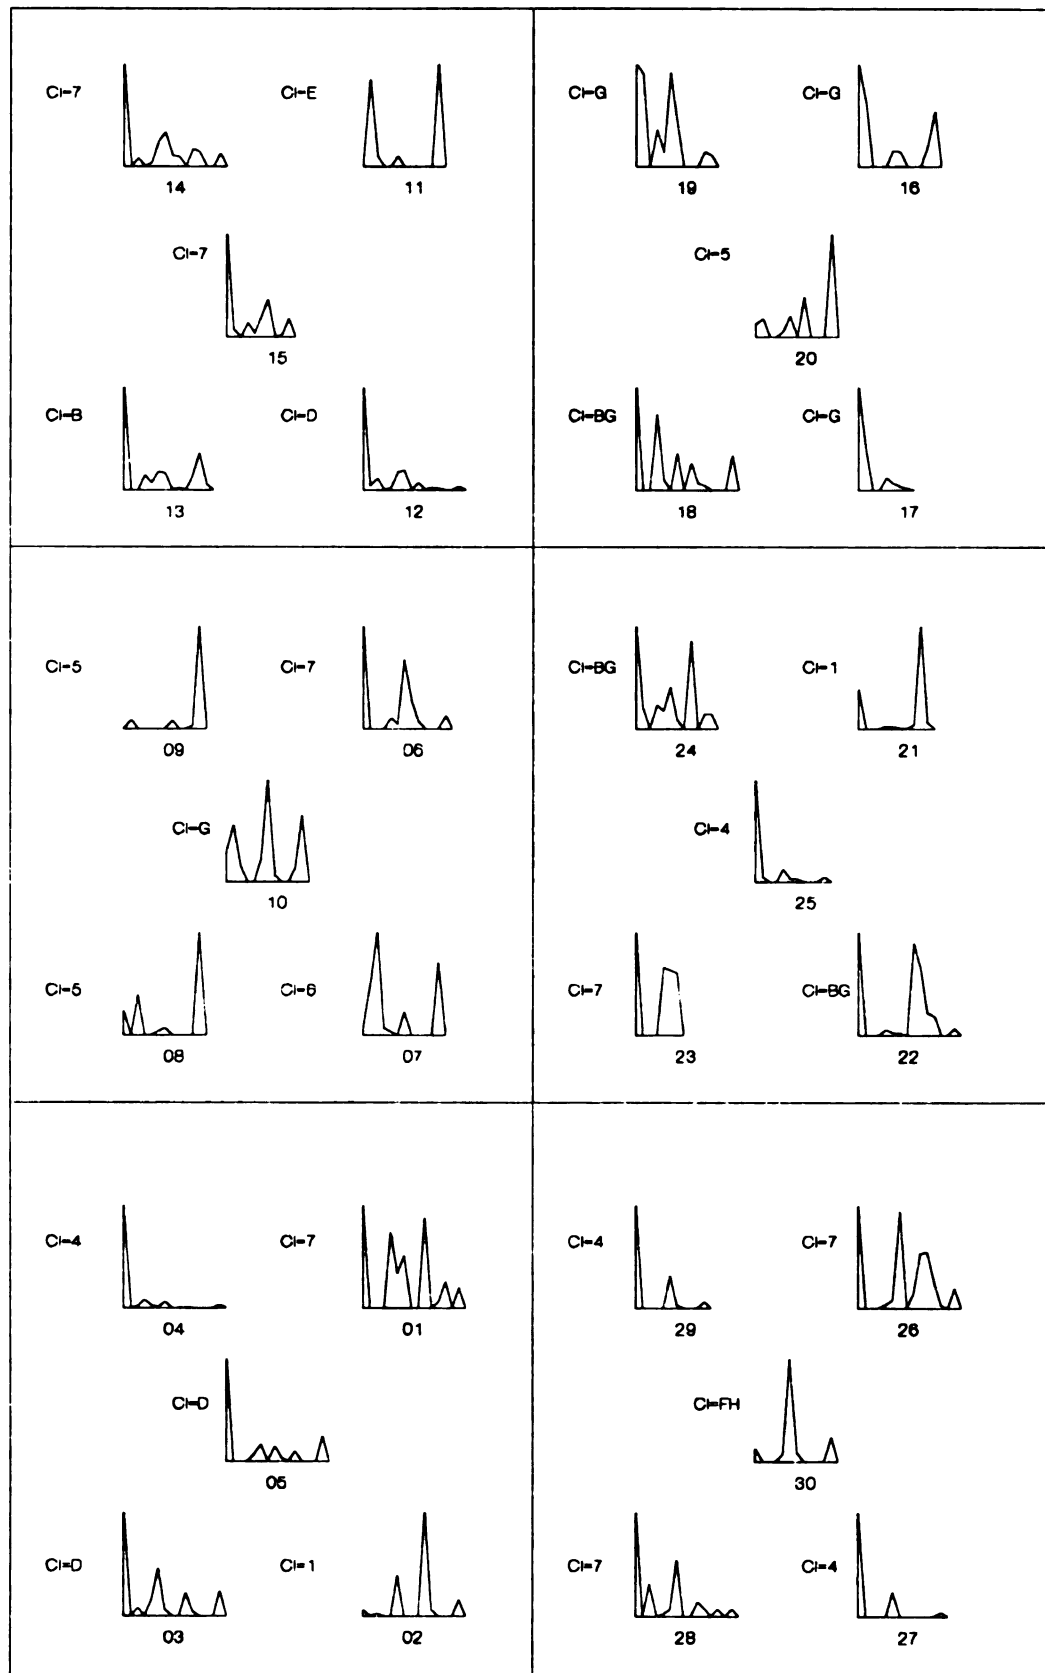 CI=7 CI=E CI=G CI=G
14 11 19 16
CI=7 CI=5
15 20
CI=B CI=D CI=BG CI=G
13 12 18 17
CI=5 CI=7 CI=BG CI=1
09 06 24 21
CI=G CI=4
10 25
CI=5 CI=6 CI=7 CI=BG
08 07 23 22
CI=4 CI=7 CI=4 CI=7
04 01 29 26
CI=D CI=FH
05 30
CI=D CI=1 CI=7 CI=4
03 02 28 27